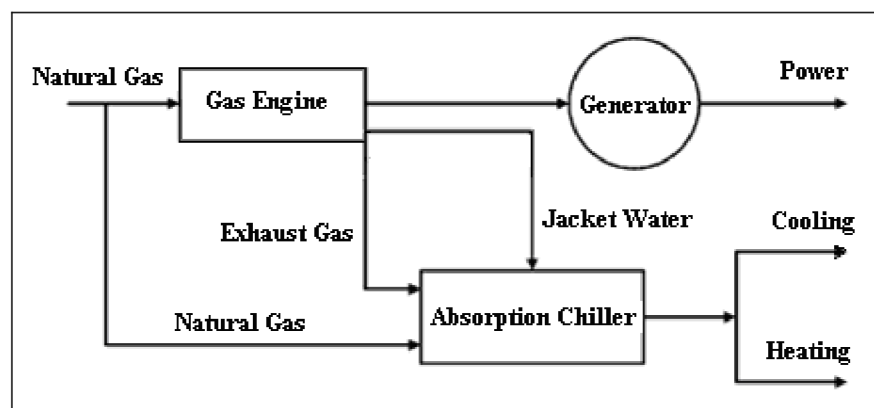 Natural Gas
Gas Engine
Generator
Power
Exhaust Gas
Jacket Water
Cooling
Natural Gas
Absorption Chiller
Heating